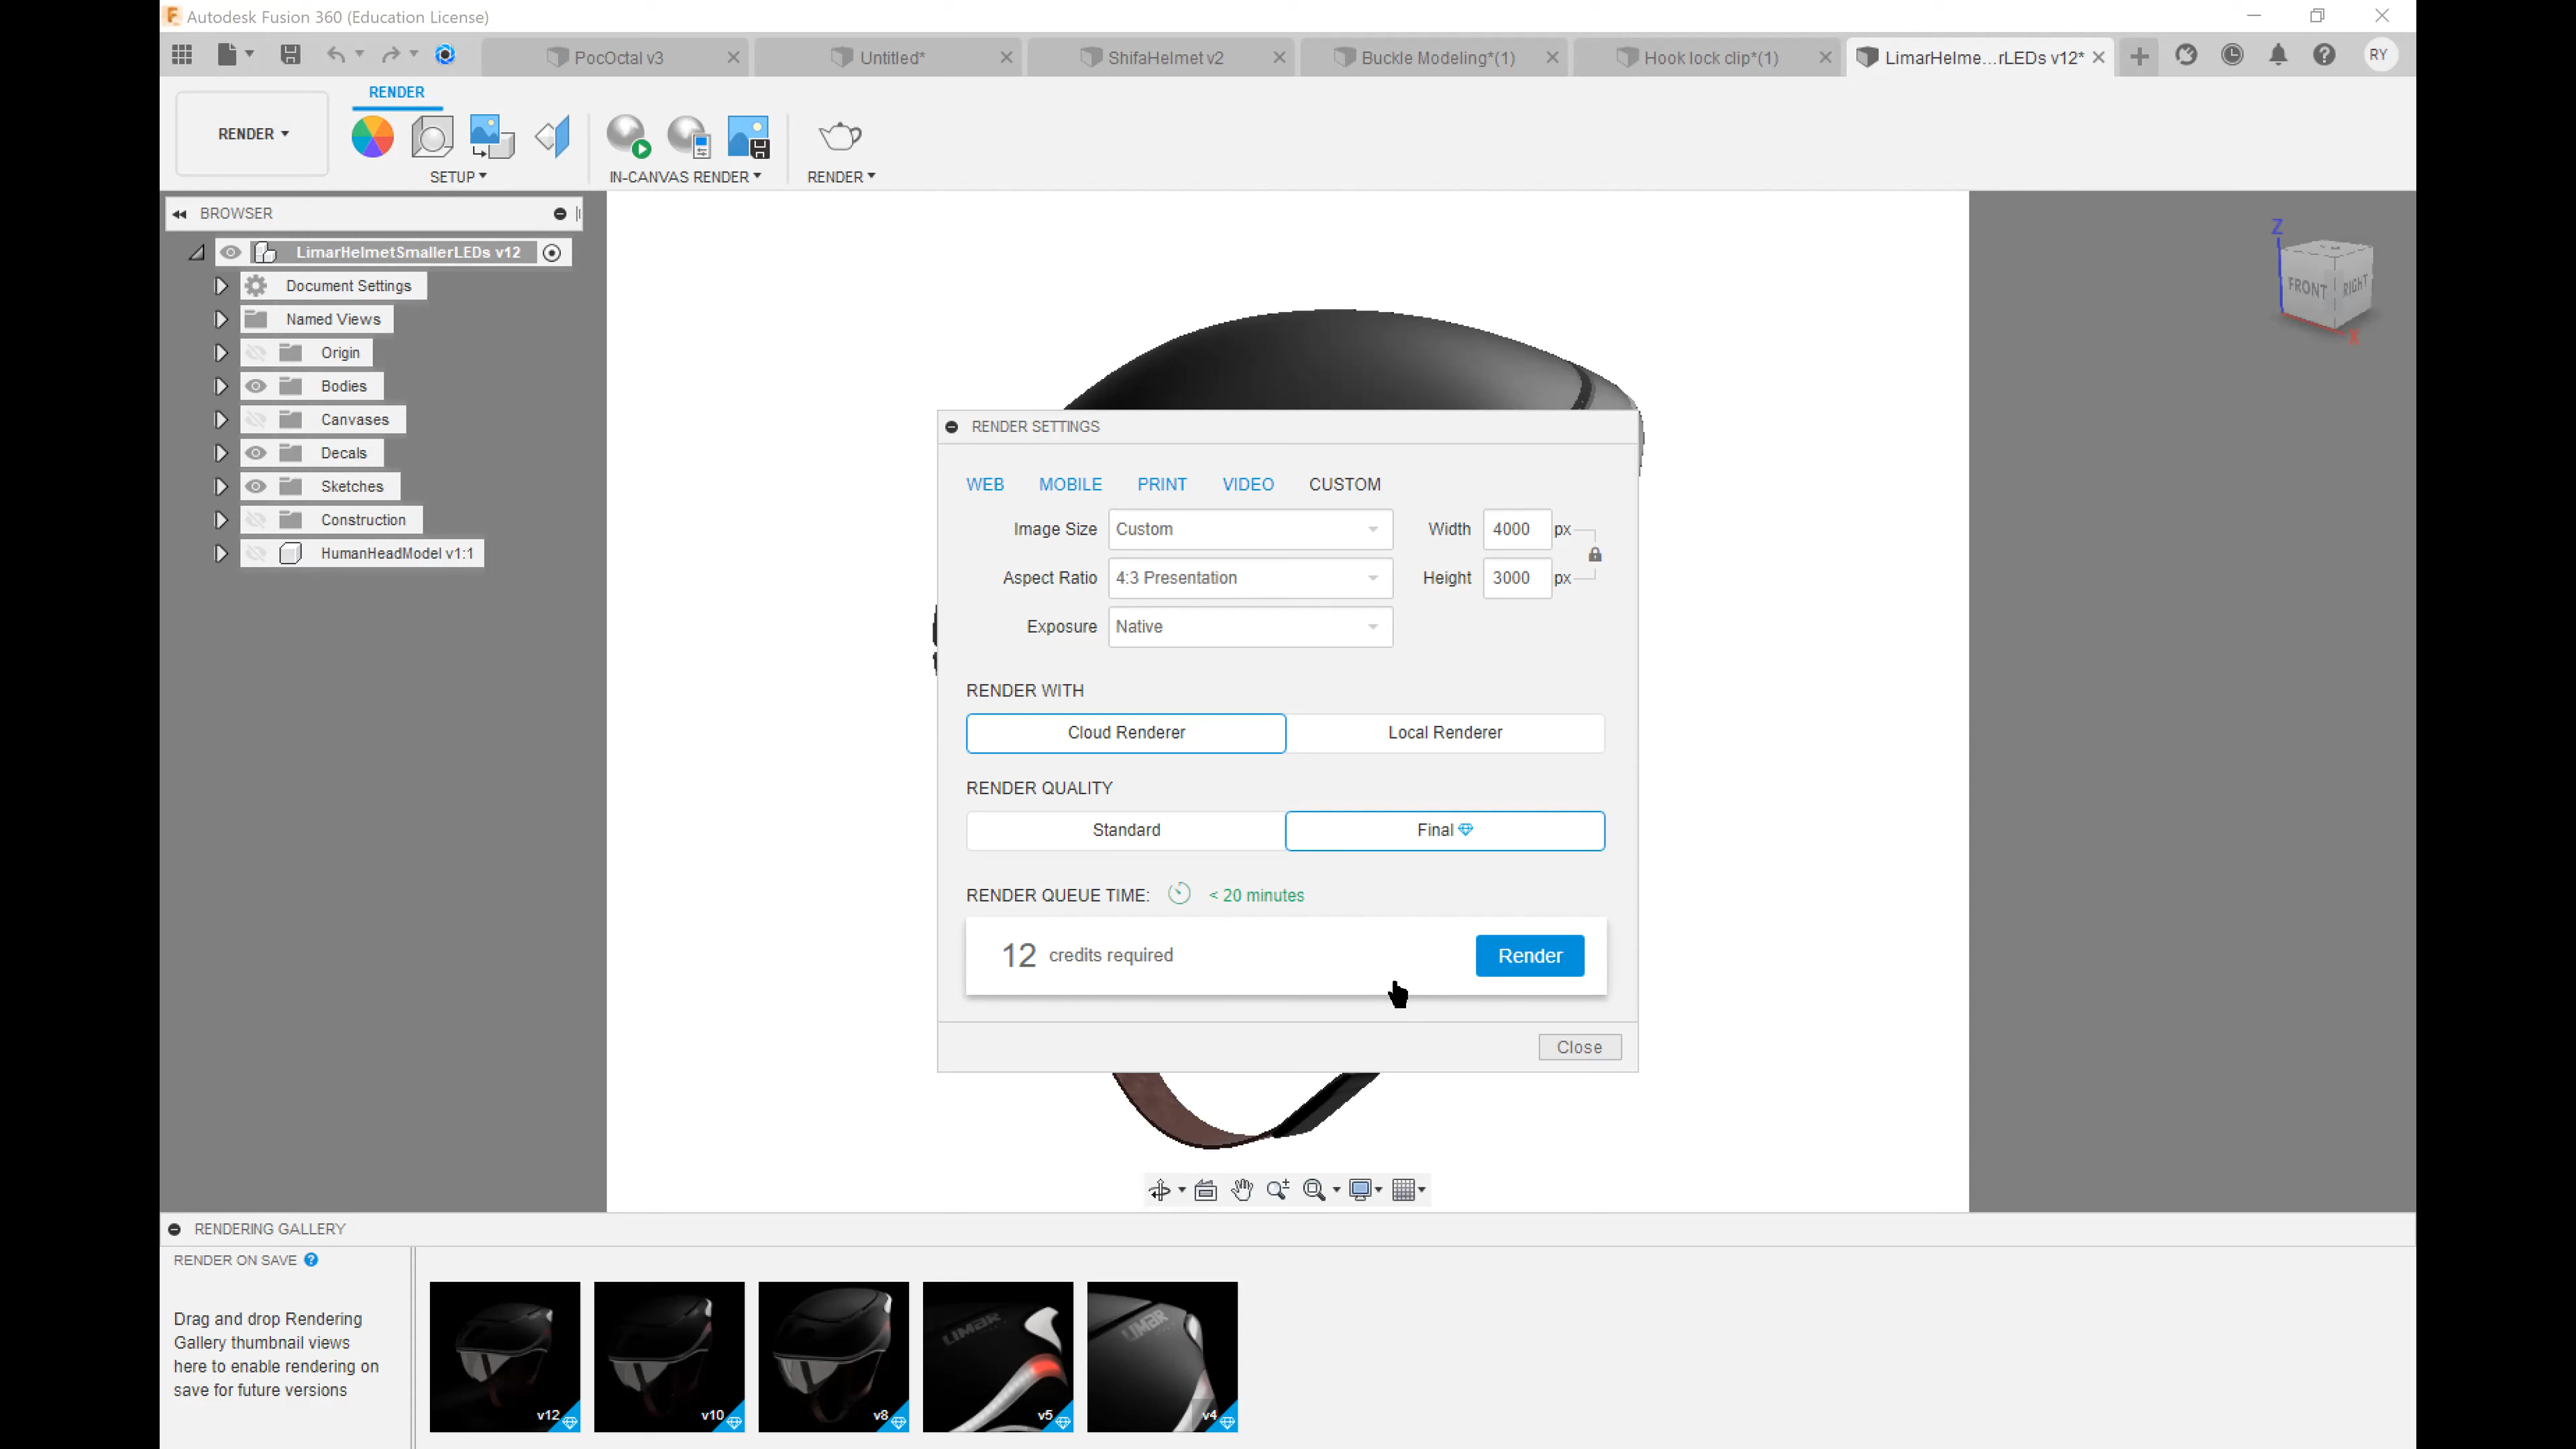 Autodesk Fusion 360 (Education License)
PocOctal v3
Untitled*
ShifaHelmet v2
Buckle Modeling*(1)
Hook lock clip*(1)
LimarHelme...rLEDs v12*
RY
RENDER
RENDER
SETUP
IN-CANVAS RENDER
RENDER
BROWSER
LimarHelmetSmallerLEDs v12
Document Settings
Named Views
Origin
Bodies
Canvases
Decals
Sketches
Construction
HumanHeadModel v1:1
Z
FRONT
RIGHT
X
RENDER SETTINGS
WEB MOBILE PRINT VIDEO CUSTOM
Image Size Custom Width 4000 px
Aspect Ratio 4:3 Presentation Height 3000 px
Exposure Native
RENDER WITH
Cloud Renderer Local Renderer
RENDER QUALITY
Standard Final
RENDER QUEUE TIME: < 20 minutes
12 credits required Render
Close
RENDERING GALLERY
RENDER ON SAVE
Drag and drop Rendering
Gallery thumbnail views
here to enable rendering on
save for future versions
v12
v10
v8
LIMAR
v5
LIMAR
v4